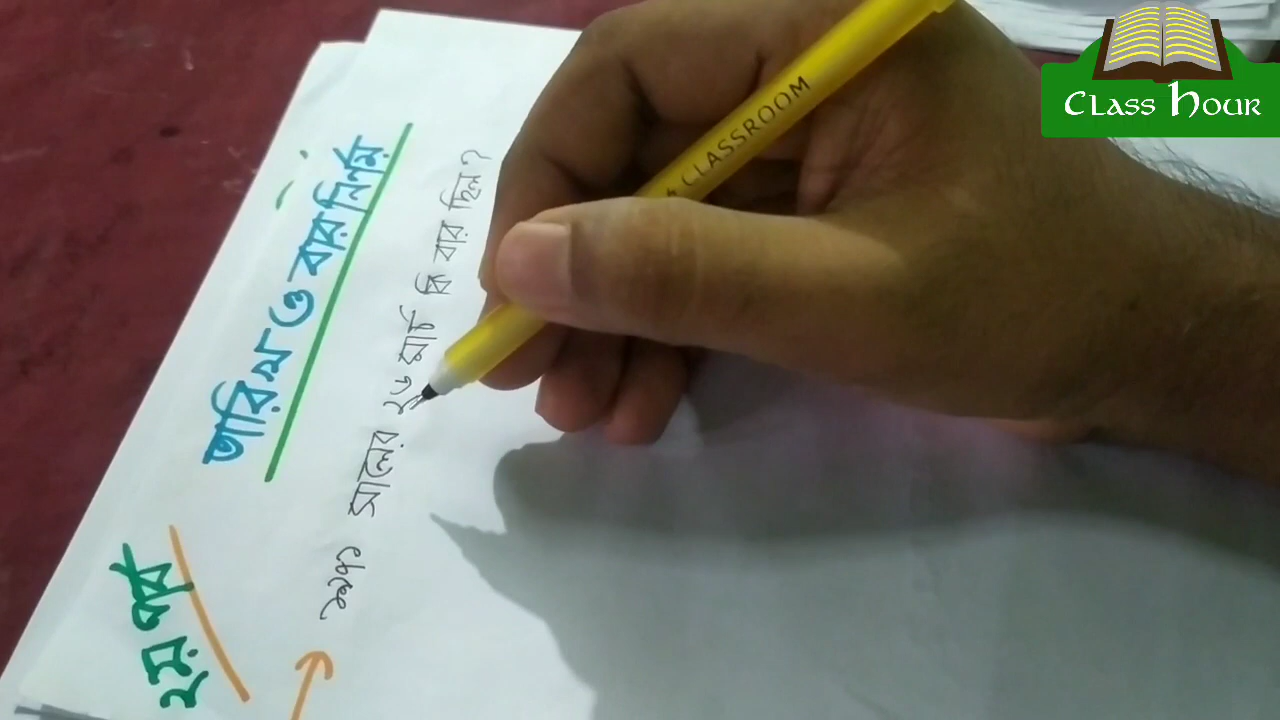 তারিখ ও বার নির্ণয়
২য় পর্ব
১৯৭১ সালের ২৬ মার্চ কি বার ছিল?
CLASSROOM
CLASS HOUR